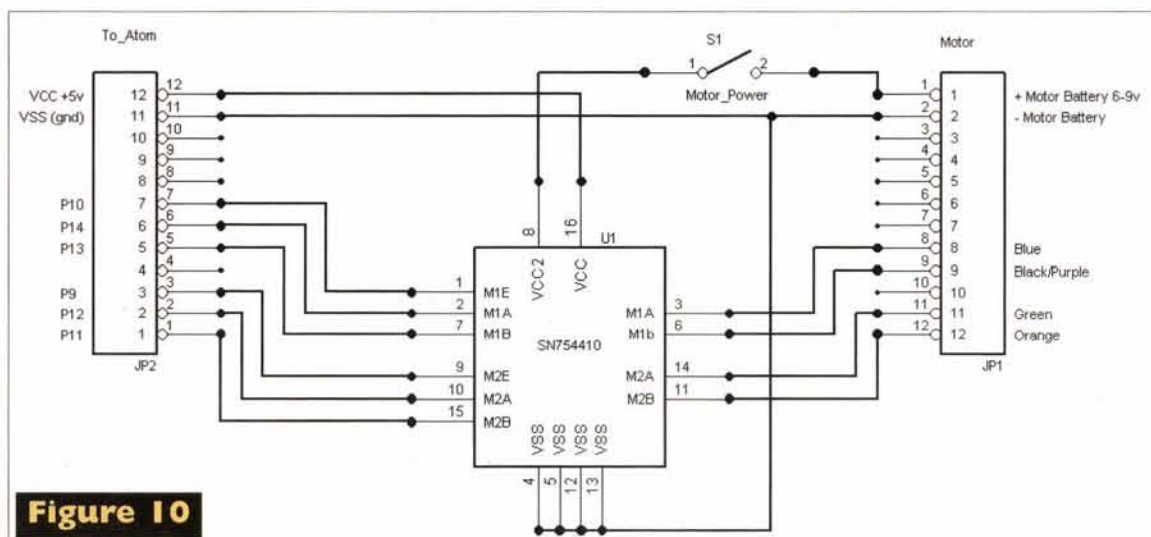 To_Atom
S1
Motor
1
2
Motor_Power
VCC +5v
VSS (gnd)
P10
P14
P13
P9
P12
P11
12
11
10
9
8
7
6
5
4
3
2
1
12
11
10
9
8
7
6
5
4
3
2
1
JP2
8
16
U1
VCC2
VCC
1
M1E
2
M1A
7
M1B
9
M2E
10
M2A
15
M2B
SN754410
M1A
3
M1b
6
M2A
14
M2B
11
VSS
VSS
VSS
VSS
4
5
12
13
1
2
3
4
5
6
7
8
9
10
11
12
1
2
3
4
5
6
7
8
9
10
11
12
+ Motor Battery 6-9v
- Motor Battery
Blue
Black/Purple
Green
Orange
JP1
Figure 10